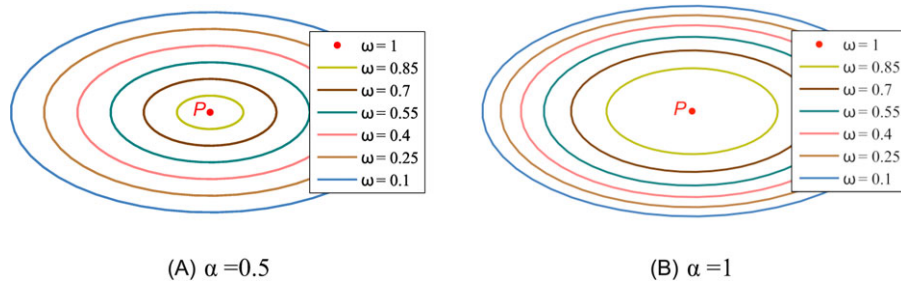 P
ω = 1
ω = 0.85
ω = 0.7
ω = 0.55
ω = 0.4
ω = 0.25
ω = 0.1
(A) α =0.5
P
ω = 1
ω = 0.85
ω = 0.7
ω = 0.55
ω = 0.4
ω = 0.25
ω = 0.1
(B) α =1